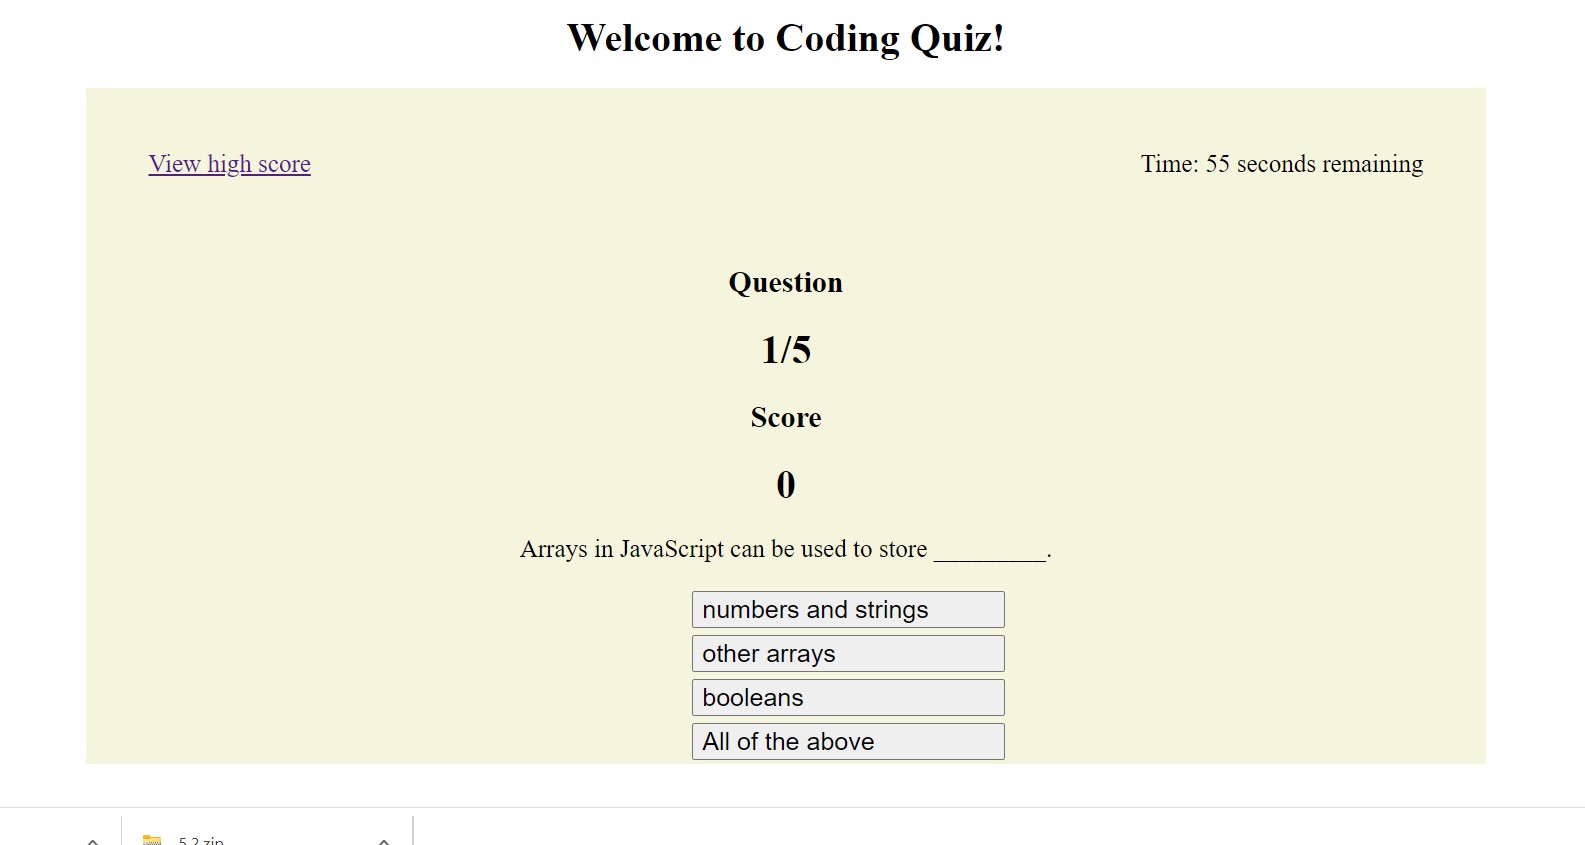 Welcome to Coding Quiz!
View high score
Time: 55 seconds remaining
Question
1/5
Score
0
Arrays in JavaScript can be used to store _________.
numbers and strings
other arrays
booleans
All of the above
5.2.zip